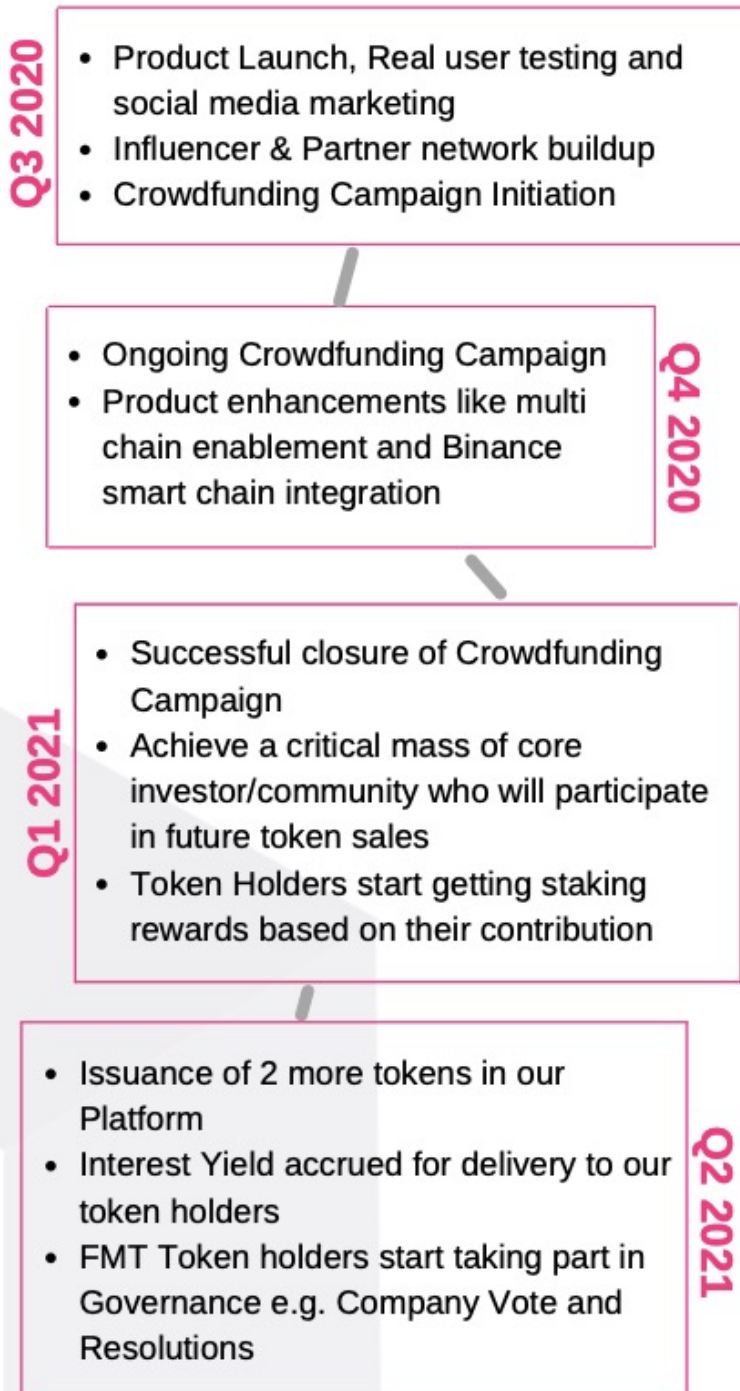 Q3 2020
• Product Launch, Real user testing and
social media marketing
• Influencer & Partner network buildup
• Crowdfunding Campaign Initiation
Q4 2020
• Ongoing Crowdfunding Campaign
• Product enhancements like multi
chain enablement and Binance
smart chain integration
Q1 2021
• Successful closure of Crowdfunding
Campaign
• Achieve a critical mass of core
investor/community who will participate
in future token sales
• Token Holders start getting staking
rewards based on their contribution
Q2 2021
• Issuance of 2 more tokens in our
Platform
• Interest Yield accrued for delivery to our
token holders
• FMT Token holders start taking part in
Governance e.g. Company Vote and
Resolutions